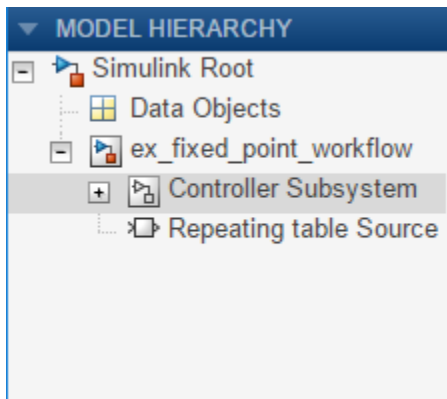 MODEL HIERARCHY
Simulink Root
Data Objects
ex_fixed_point_workflow
Controller Subsystem
Repeating table Source